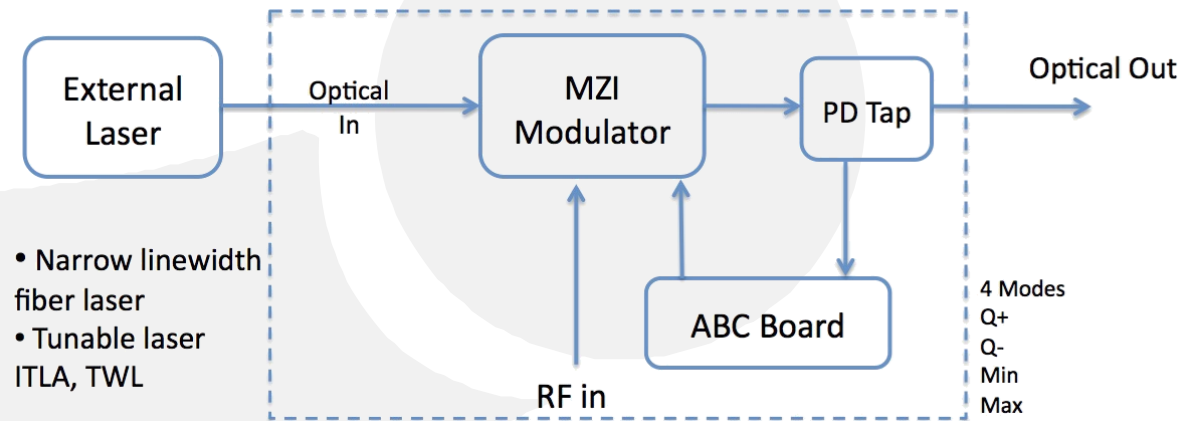 External
Laser
Optical
In
MZI
Modulator
PD Tap
Optical Out
• Narrow linewidth
fiber laser
• Tunable laser
ITLA, TWL
ABC Board
RF in
4 Modes
Q+
Q-
Min
Max